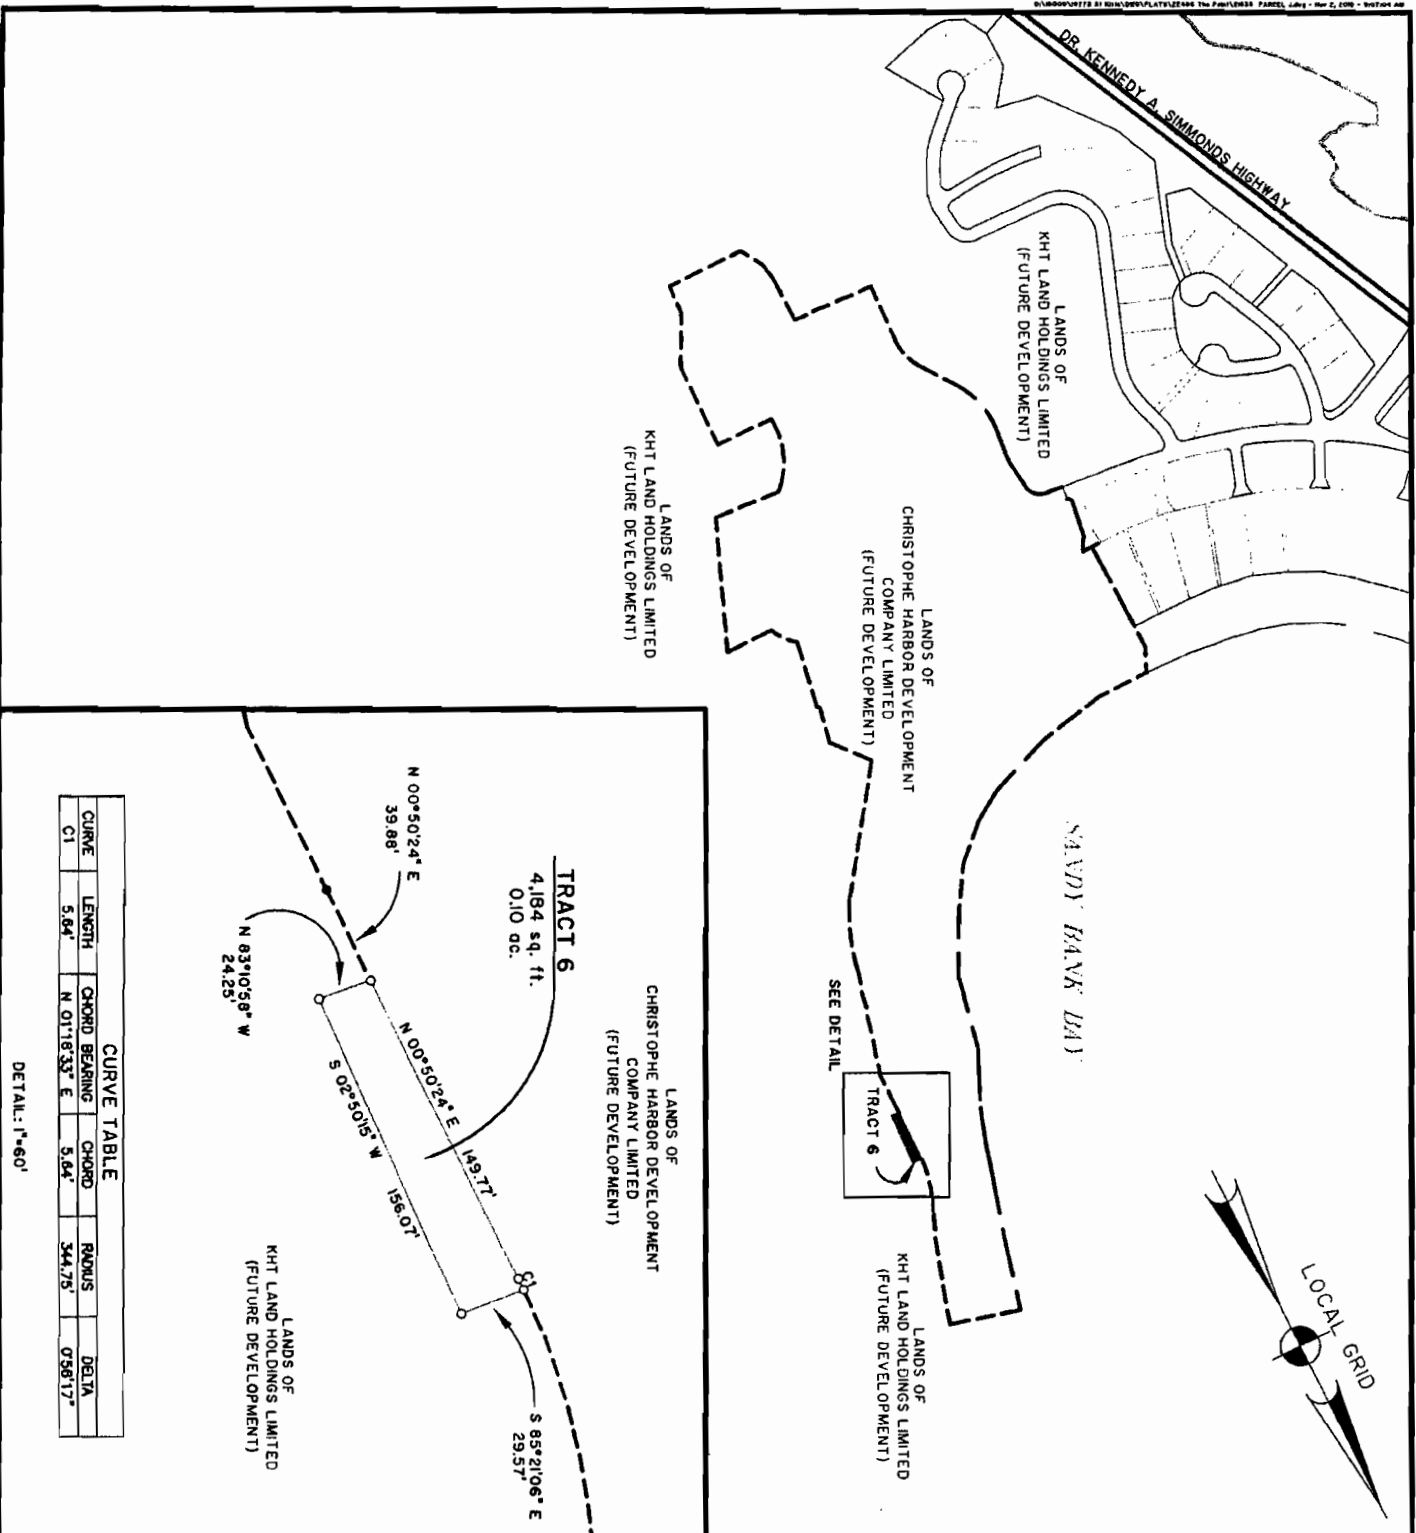 DR. KENNEDY A. SIMMONDS HIGHWAY
LANDS OF
KHT LAND HOLDINGS LIMITED
(FUTURE DEVELOPMENT)
LANDS OF
CHRISTOPHE HARBOR DEVELOPMENT
COMPANY LIMITED
(FUTURE DEVELOPMENT)
LANDS OF
KHT LAND HOLDINGS LIMITED
(FUTURE DEVELOPMENT)
SANDY BANK BAY
SEE DETAIL
TRACT 6
LANDS OF
KHT LAND HOLDINGS LIMITED
(FUTURE DEVELOPMENT)
LOCAL GRID
LANDS OF
CHRISTOPHE HARBOR DEVELOPMENT
COMPANY LIMITED
(FUTURE DEVELOPMENT)
TRACT 6
4,184 sq. ft.
0.10 ac.
N 00°50'24" E
39.88'
N 83°10'58" W
24.25'
N 00°50'24" E 149.77'
S 02°50'15" W 156.07'
C1
S 85°21'06" E
29.57'
LANDS OF
KHT LAND HOLDINGS LIMITED
(FUTURE DEVELOPMENT)
CURVE TABLE
CURVE LENGTH CHORD BEARING CHORD RADIUS DELTA
C1 5.64' N 01°18'33" E 5.64' 344.75' 0°56'17"
DETAIL: 1"=60'